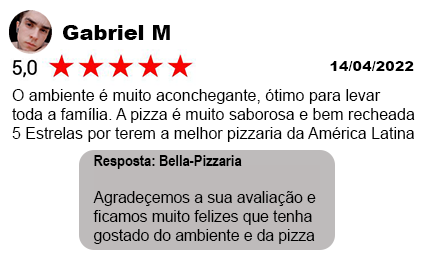 Gabriel M
5,0
14/04/2022
O ambiente é muito aconchegante, ótimo para levar
toda a família. A pizza é muito saborosa e bem recheada
5 Estrelas por terem a melhor pizzaria da América Latina
Resposta: Bella-Pizzaria
Agradeçemos a sua avaliação e
ficamos muito felizes que tenha
gostado do ambiente e da pizza